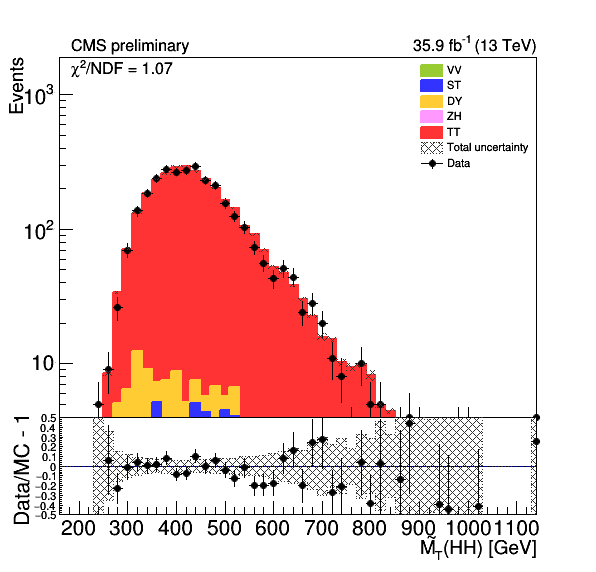 CMS preliminary 35.9 fb⁻¹ (13 TeV)
χ²/NDF = 1.07
Events
10³
10²
10
VV
ST
DY
ZH
TT
Total uncertainty
Data
Data/MC - 1
0.5
0.4
0.3
0.2
0.1
0
−0.1
−0.2
−0.3
−0.4
−0.5
200 300 400 500 600 700 800 900 1000 1100
M̃_T(HH) [GeV]